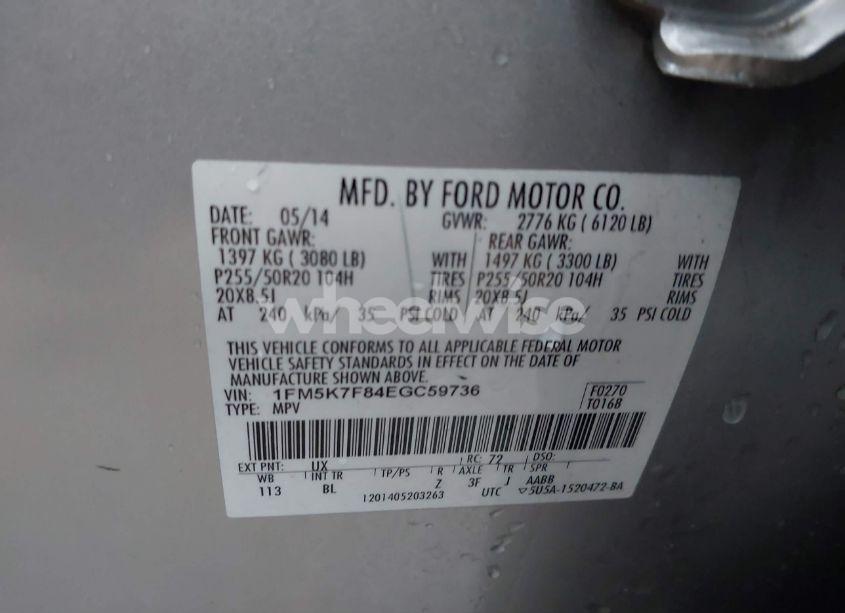 MFD. BY FORD MOTOR CO.
DATE: 05/14 GVWR: 2776 KG ( 6120 LB)
FRONT GAWR: REAR GAWR:
1397 KG ( 3080 LB) WITH 1497 KG ( 3300 LB) WITH
P255/50R20 104H TIRES P255/50R20 104H TIRES
20X8.5J RIMS 20X8.5J RIMS
AT 240 kPa/ 35 PSI COLD AT 240 kPa/ 35 PSI COLD
wheelwise
THIS VEHICLE CONFORMS TO ALL APPLICABLE FEDERAL MOTOR
VEHICLE SAFETY STANDARDS IN EFFECT ON THE DATE OF
MANUFACTURE SHOWN ABOVE.
VIN: 1FM5K7F84EGC59736 F0270
TYPE: MPV T0168
EXT PNT: UX RC: 72 DSO:
WB INT TR TP/PS R AXLE TR SPR
113 BL Z 3F J AABB
1201405203263 UTC ▽5U5A-1520472-BA